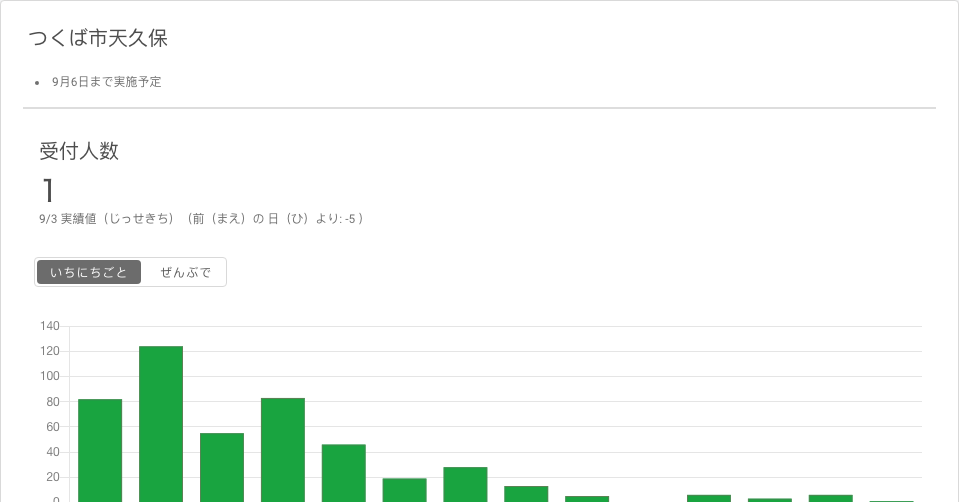 つくば市天久保
• 9月6日まで実施予定
受付人数
1
9/3 実績値（じっせきち）（前（まえ）の 日（ひ）より: -5 ）
いちにちごと ぜんぶで
140
120
100
80
60
40
20
0